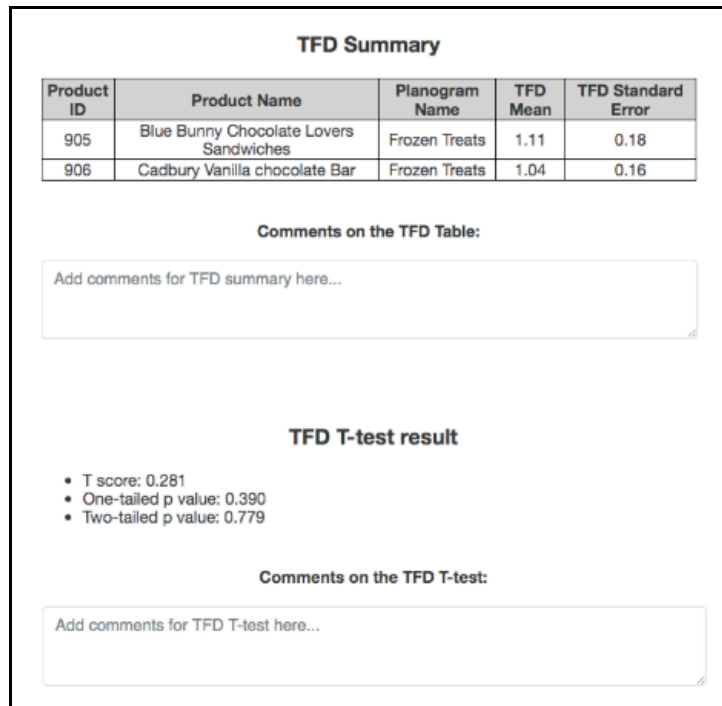 TFD Summary
Product ID Product Name Planogram Name TFD Mean TFD Standard Error
905 Blue Bunny Chocolate Lovers Sandwiches Frozen Treats 1.11 0.18
906 Cadbury Vanilla chocolate Bar Frozen Treats 1.04 0.16
Comments on the TFD Table:
Add comments for TFD summary here...
TFD T-test result
• T score: 0.281
• One-tailed p value: 0.390
• Two-tailed p value: 0.779
Comments on the TFD T-test:
Add comments for TFD T-test here...